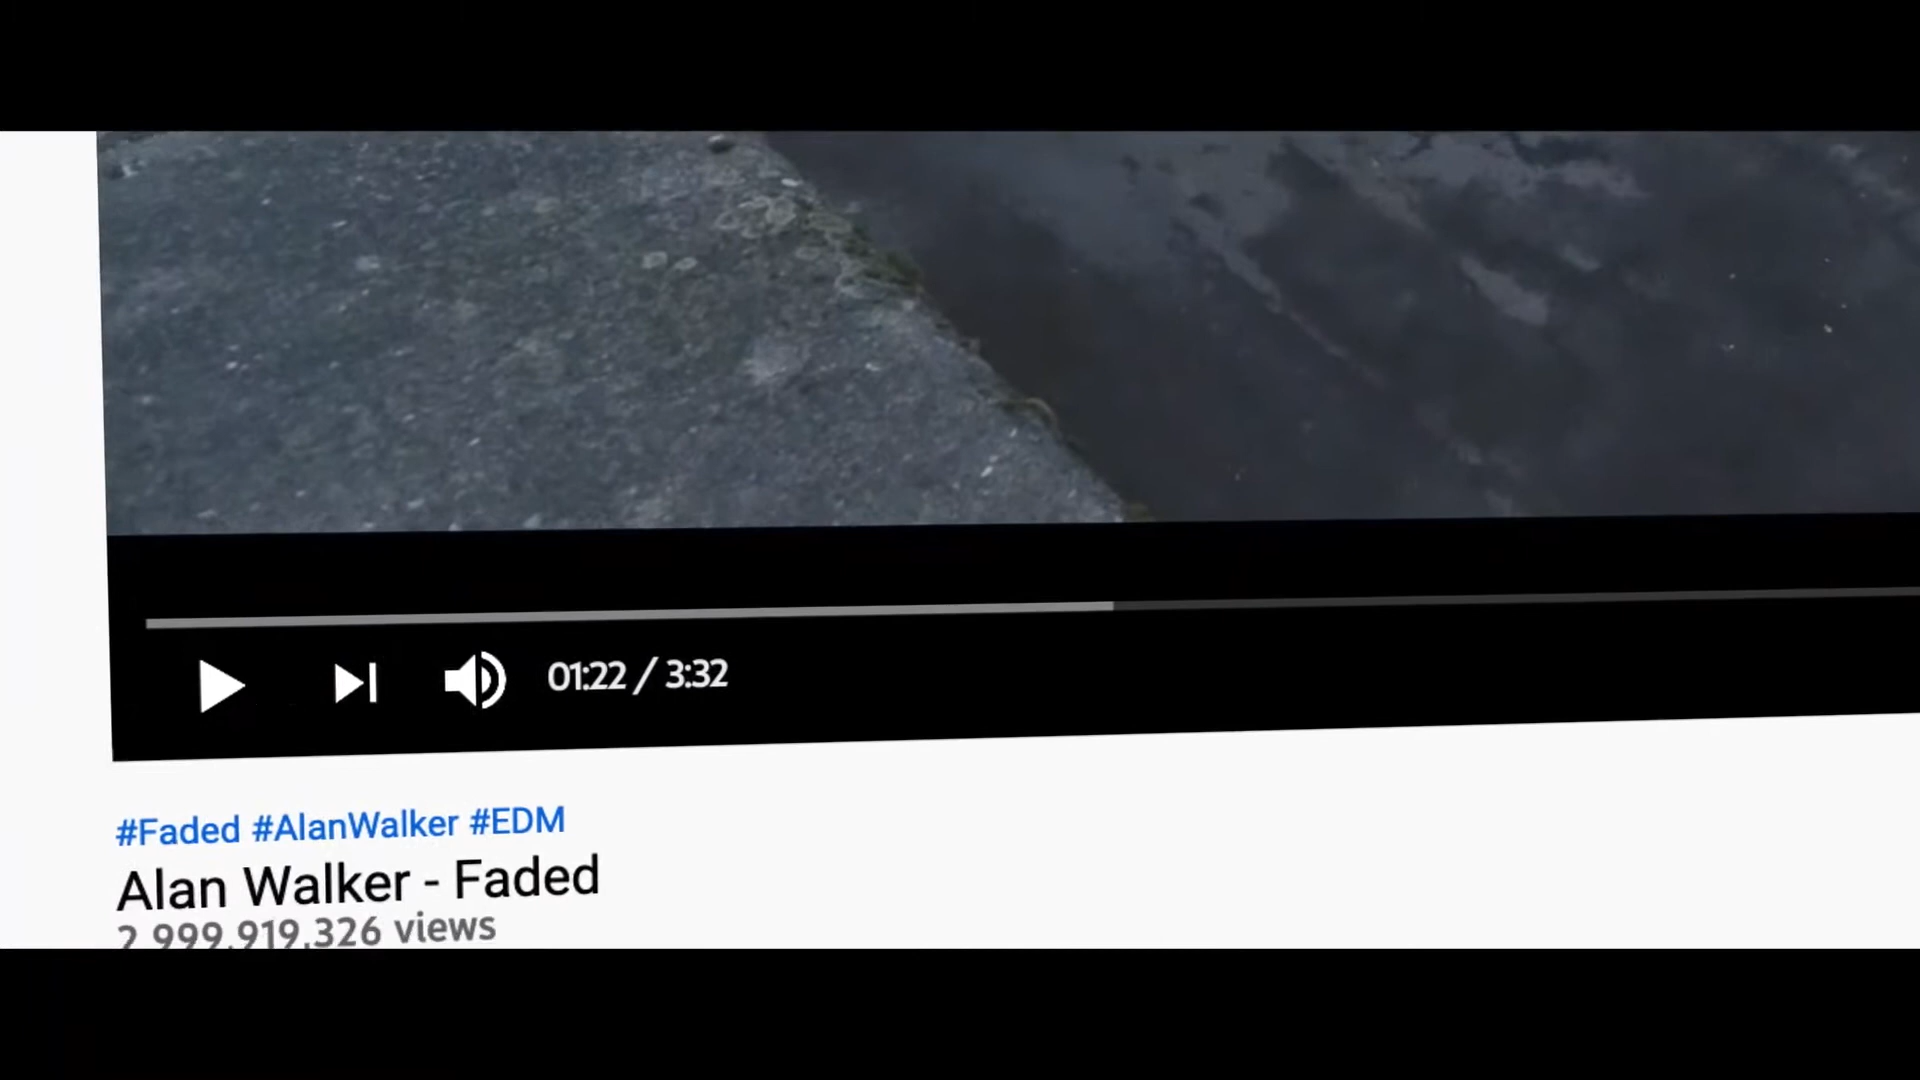 01:22 / 3:32
#Faded #AlanWalker #EDM
Alan Walker - Faded
2,999,919,326 views